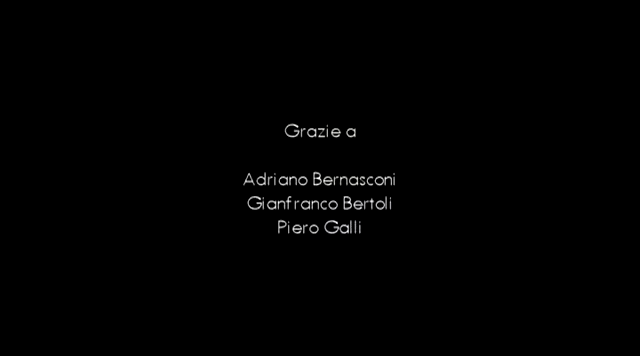 Grazie a
Adriano Bernasconi
Gianfranco Bertoli
Piero Galli